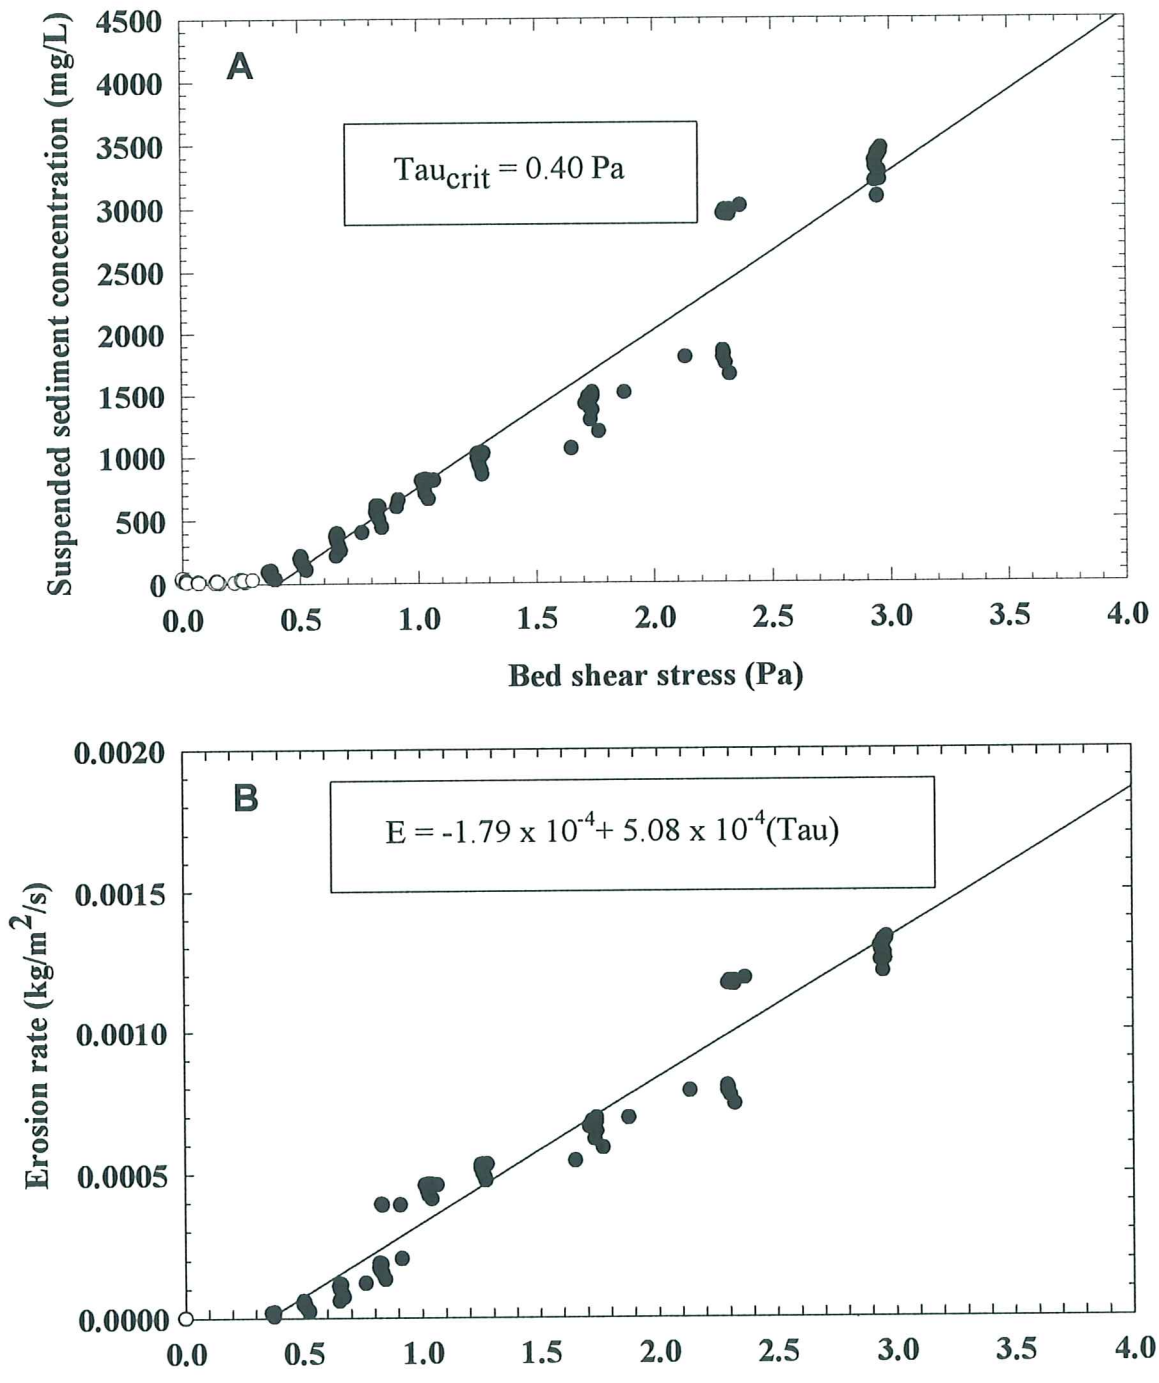 4500
4000
3500
3000
2500
2000
1500
1000
500
0
Suspended sediment concentration (mg/L)
A
Tau_crit = 0.40 Pa
0.0 0.5 1.0 1.5 2.0 2.5 3.0 3.5 4.0
Bed shear stress (Pa)
0.0020
0.0015
0.0010
0.0005
0.0000
Erosion rate (kg/m²/s)
B
E = -1.79 x 10⁻⁴+ 5.08 x 10⁻⁴(Tau)
0.0 0.5 1.0 1.5 2.0 2.5 3.0 3.5 4.0